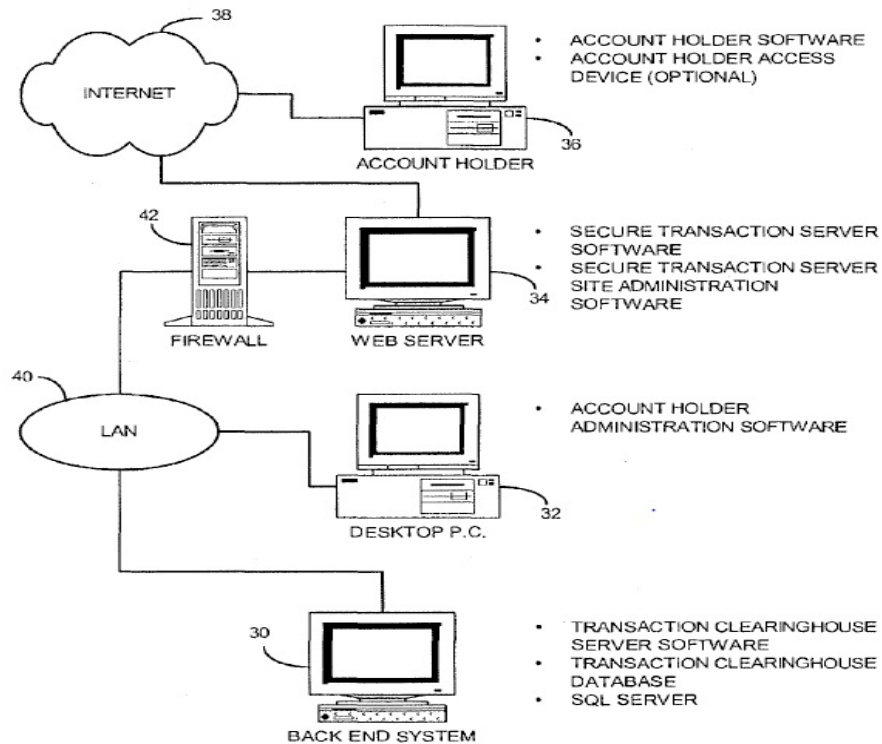 38
INTERNET
• ACCOUNT HOLDER SOFTWARE
• ACCOUNT HOLDER ACCESS
DEVICE (OPTIONAL)
36
ACCOUNT HOLDER
42
FIREWALL
34
WEB SERVER
• SECURE TRANSACTION SERVER
SOFTWARE
• SECURE TRANSACTION SERVER
SITE ADMINISTRATION
SOFTWARE
40
LAN
• ACCOUNT HOLDER
ADMINISTRATION SOFTWARE
32
DESKTOP P.C.
30
BACK END SYSTEM
• TRANSACTION CLEARINGHOUSE
SERVER SOFTWARE
• TRANSACTION CLEARINGHOUSE
DATABASE
• SQL SERVER